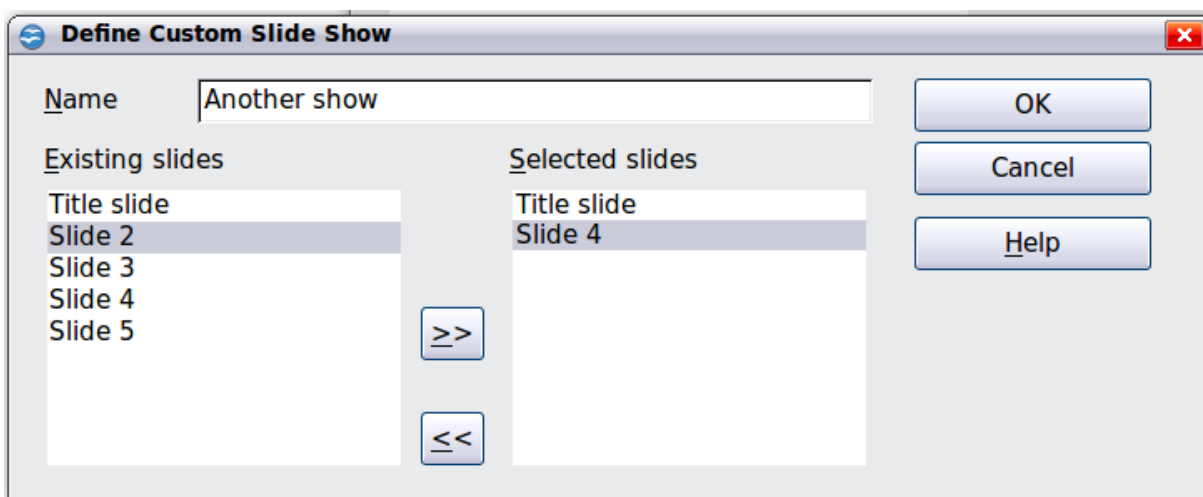 Define Custom Slide Show
Name
Another show
OK
Existing slides
Selected slides
Cancel
Title slide
Slide 2
Slide 3
Slide 4
Slide 5
>>
<<
Title slide
Slide 4
Help